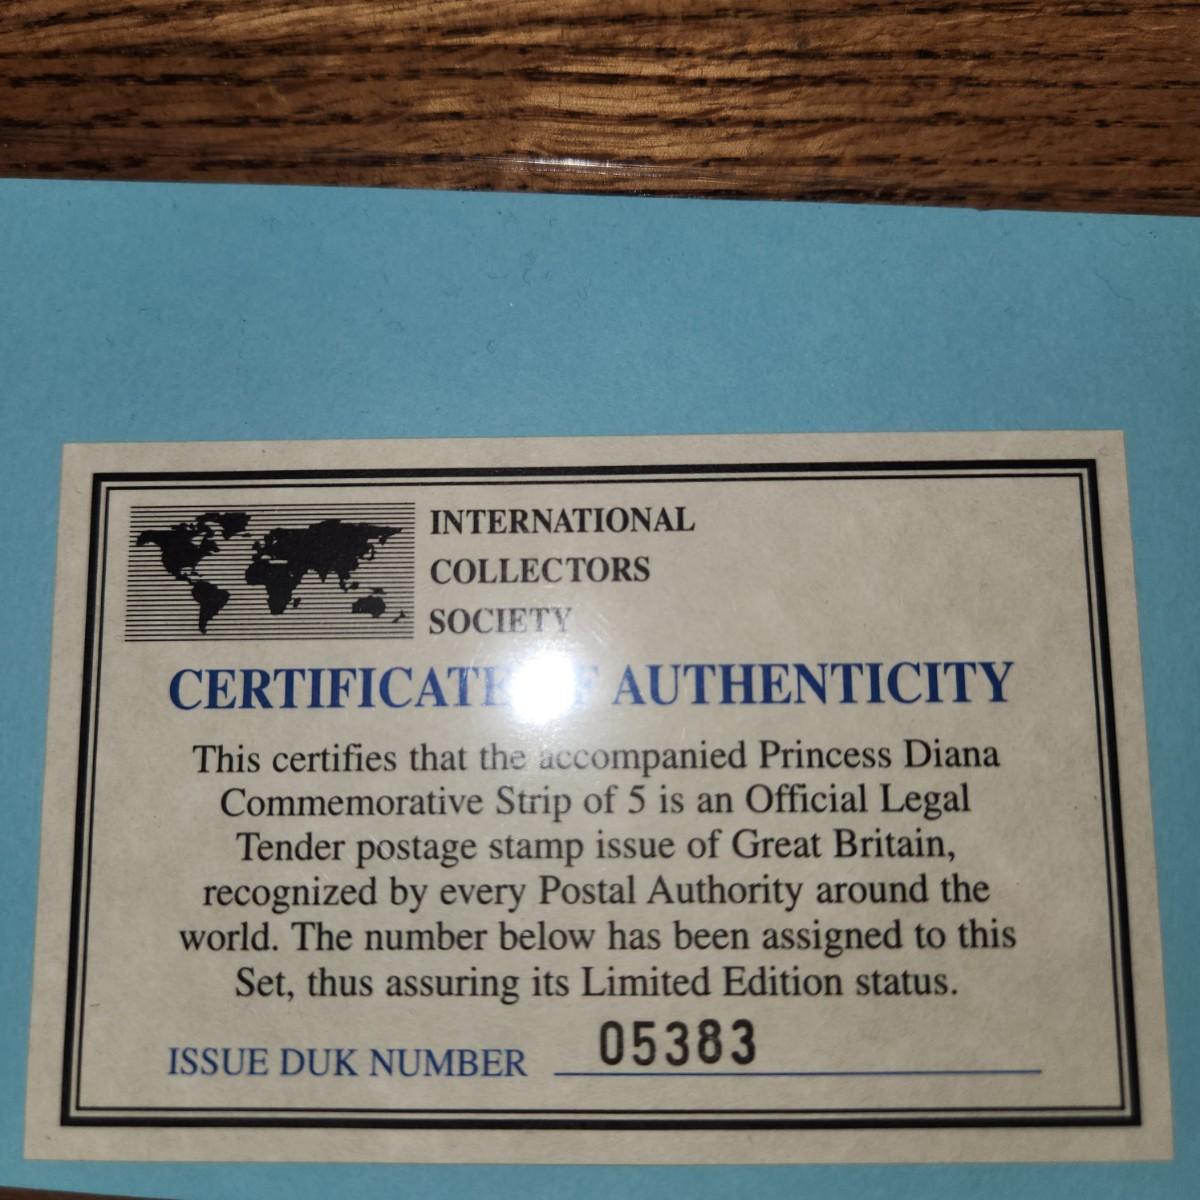 INTERNATIONAL
COLLECTORS
SOCIETY
CERTIFICATE OF AUTHENTICITY
This certifies that the accompanied Princess Diana
Commemorative Strip of 5 is an Official Legal
Tender postage stamp issue of Great Britain,
recognized by every Postal Authority around the
world. The number below has been assigned to this
Set, thus assuring its Limited Edition status.
ISSUE DUK NUMBER 05383